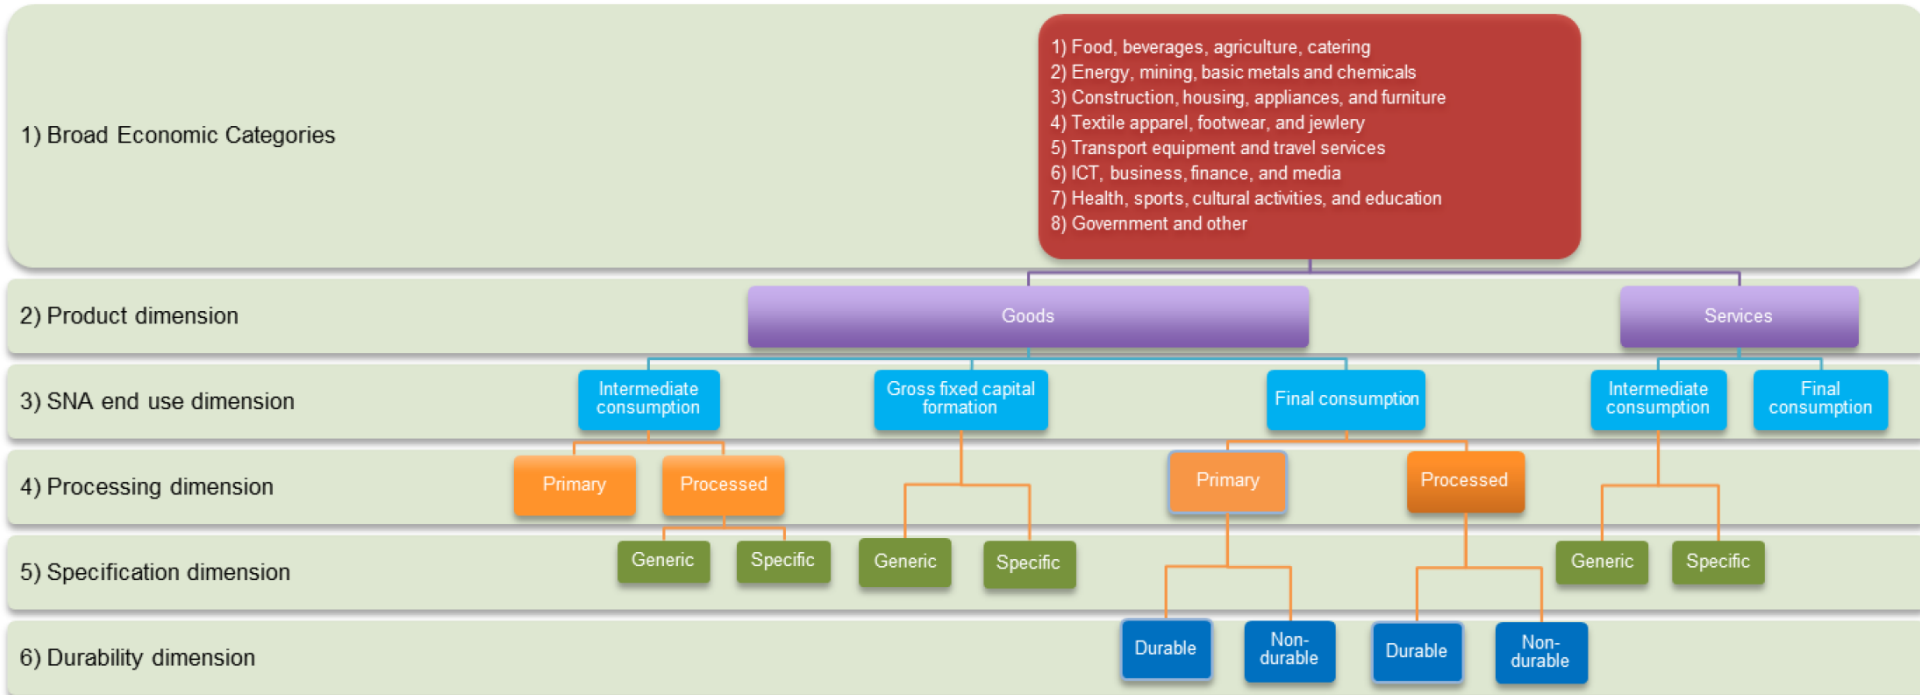 1) Broad Economic Categories
1) Food, beverages, agriculture, catering
2) Energy, mining, basic metals and chemicals
3) Construction, housing, appliances, and furniture
4) Textile apparel, footwear, and jewlery
5) Transport equipment and travel services
6) ICT, business, finance, and media
7) Health, sports, cultural activities, and education
8) Government and other
2) Product dimension
Goods
Services
3) SNA end use dimension
Intermediate
consumption
Gross fixed capital
formation
Final consumption
Intermediate
consumption
Final
consumption
4) Processing dimension
Primary
Processed
Primary
Processed
5) Specification dimension
Generic
Specific
Generic
Specific
Generic
Specific
6) Durability dimension
Durable
Non-
durable
Durable
Non-
durable